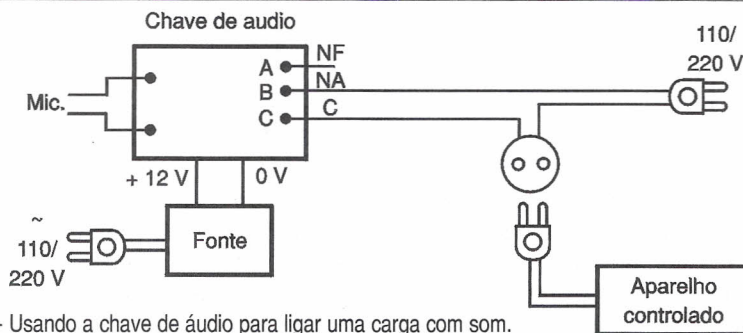 Chave de audio
Mic.
A
NF
B
NA
C
C
110/
220 V
+ 12 V
0 V
Fonte
~
110/
220 V
Aparelho
controlado
- Usando a chave de áudio para ligar uma carga com som.